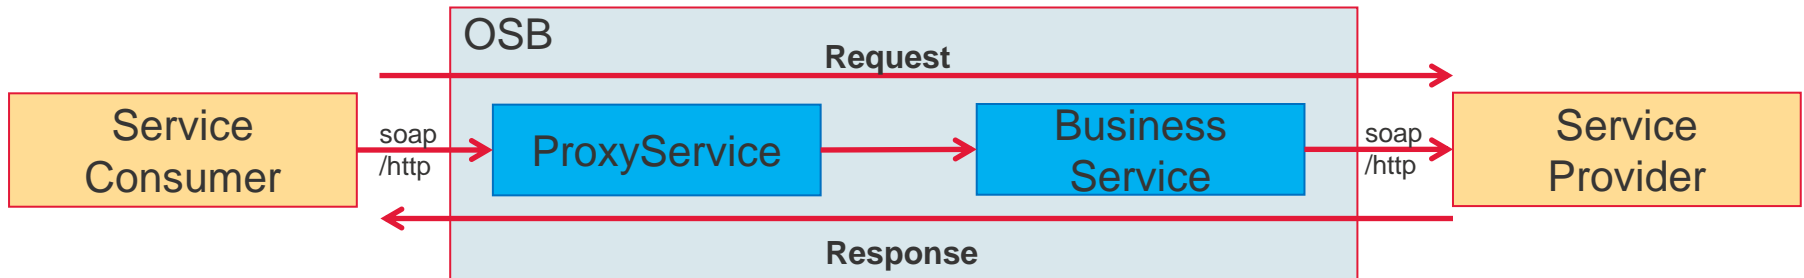 OSB
Request
Service
Consumer
soap
/http
ProxyService
Business
Service
soap
/http
Service
Provider
Response